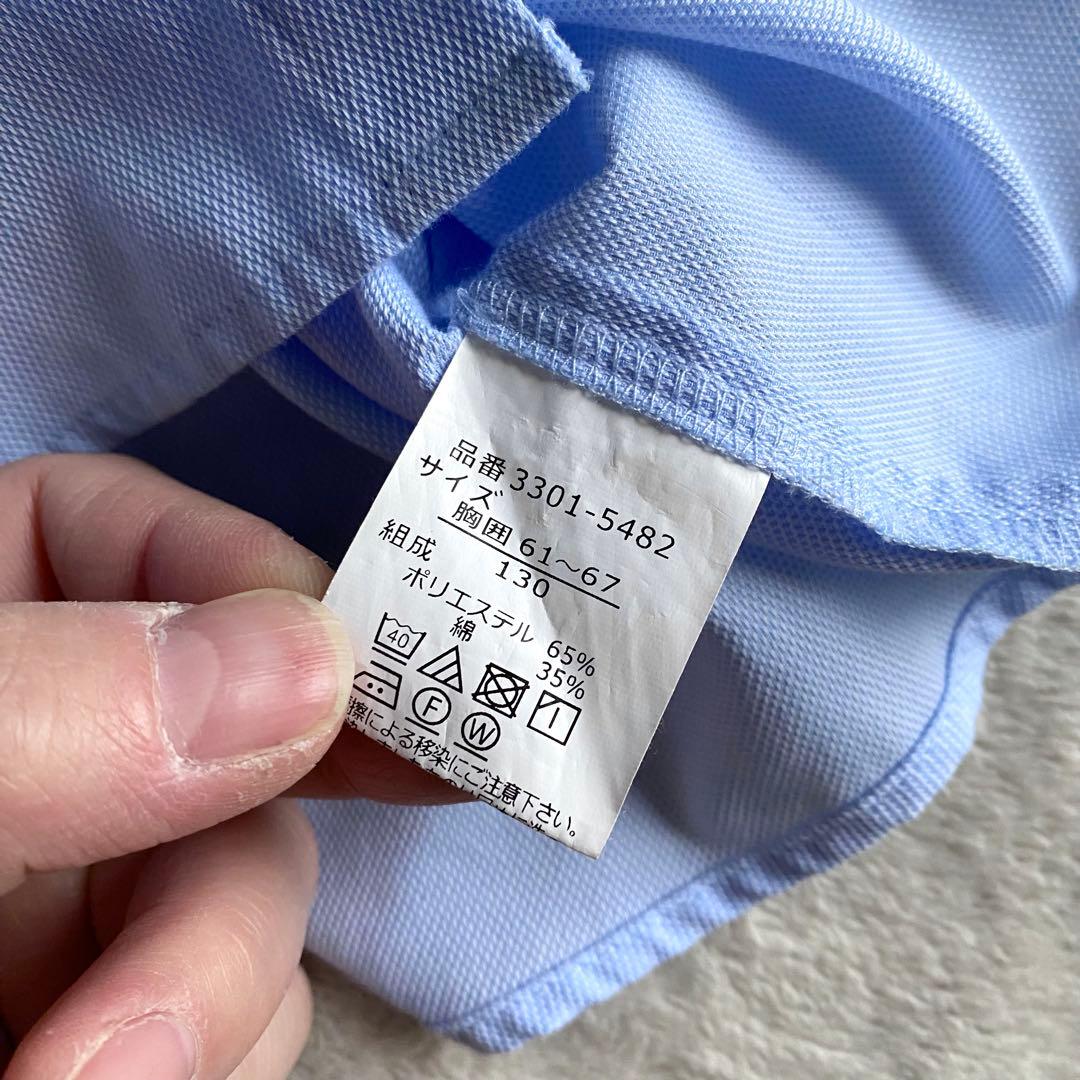 品番 3301-5482
サイズ
胸囲 61～67
130
組成
ポリエステル 65%
綿 35%
40
F
W
擦による移染にご注意下さい。